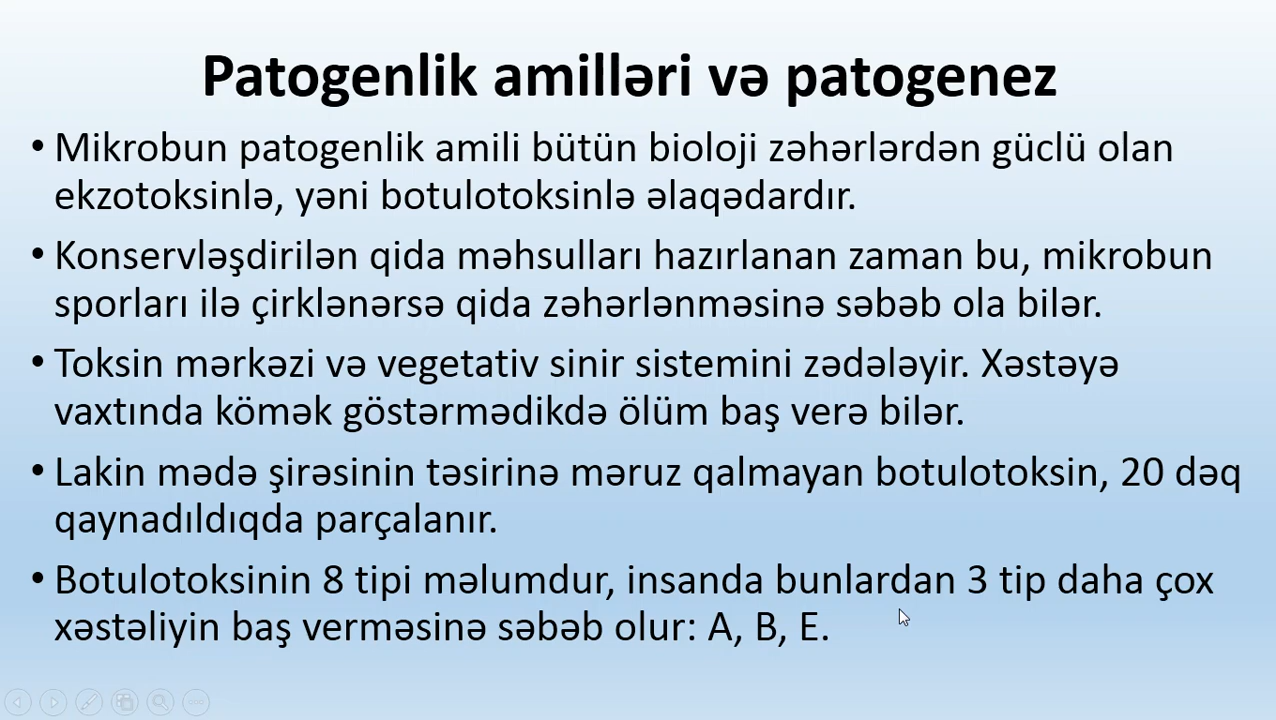 Patogenlik amilləri və patogenez
• Mikrobun patogenlik amili bütün bioloji zəhərlərdən güclü olan
ekzotoksinlə, yəni botulotoksinlə əlaqədardır.
• Konservləşdirilən qida məhsulları hazırlanan zaman bu, mikrobun
sporları ilə çirklənərsə qida zəhərlənməsinə səbəb ola bilər.
• Toksin mərkəzi və vegetativ sinir sistemini zədələyir. Xəstəyə
vaxtında kömək göstərmədikdə ölüm baş verə bilər.
• Lakin mədə şirəsinin təsirinə məruz qalmayan botulotoksin, 20 dəq
qaynadıldıqda parçalanır.
• Botulotoksinin 8 tipi məlumdur, insanda bunlardan 3 tip daha çox
xəstəliyin baş verməsinə səbəb olur: A, B, E.